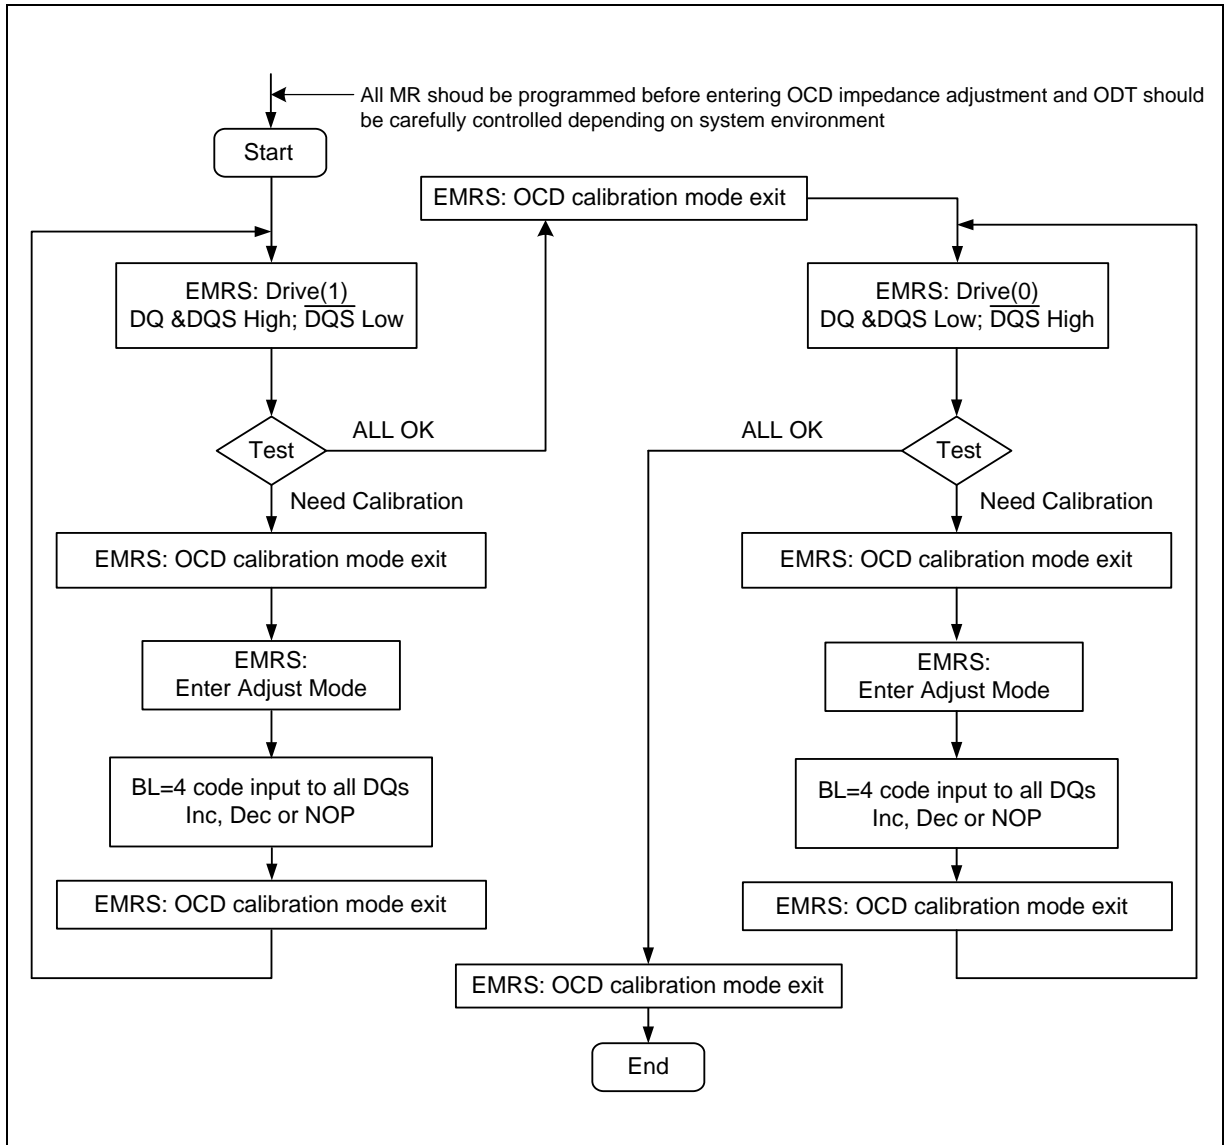 All MR shoud be programmed before entering OCD impedance adjustment and ODT should
be carefully controlled depending on system environment
Start
EMRS: OCD calibration mode exit
EMRS: Drive(1)
DQ &DQS High; D̅Q̅S̅ Low
Test
ALL OK
Need Calibration
EMRS: OCD calibration mode exit
EMRS:
Enter Adjust Mode
BL=4 code input to all DQs
Inc, Dec or NOP
EMRS: OCD calibration mode exit
EMRS: Drive(0)
DQ &DQS Low; D̅Q̅S̅ High
ALL OK
Test
Need Calibration
EMRS: OCD calibration mode exit
EMRS:
Enter Adjust Mode
BL=4 code input to all DQs
Inc, Dec or NOP
EMRS: OCD calibration mode exit
EMRS: OCD calibration mode exit
End